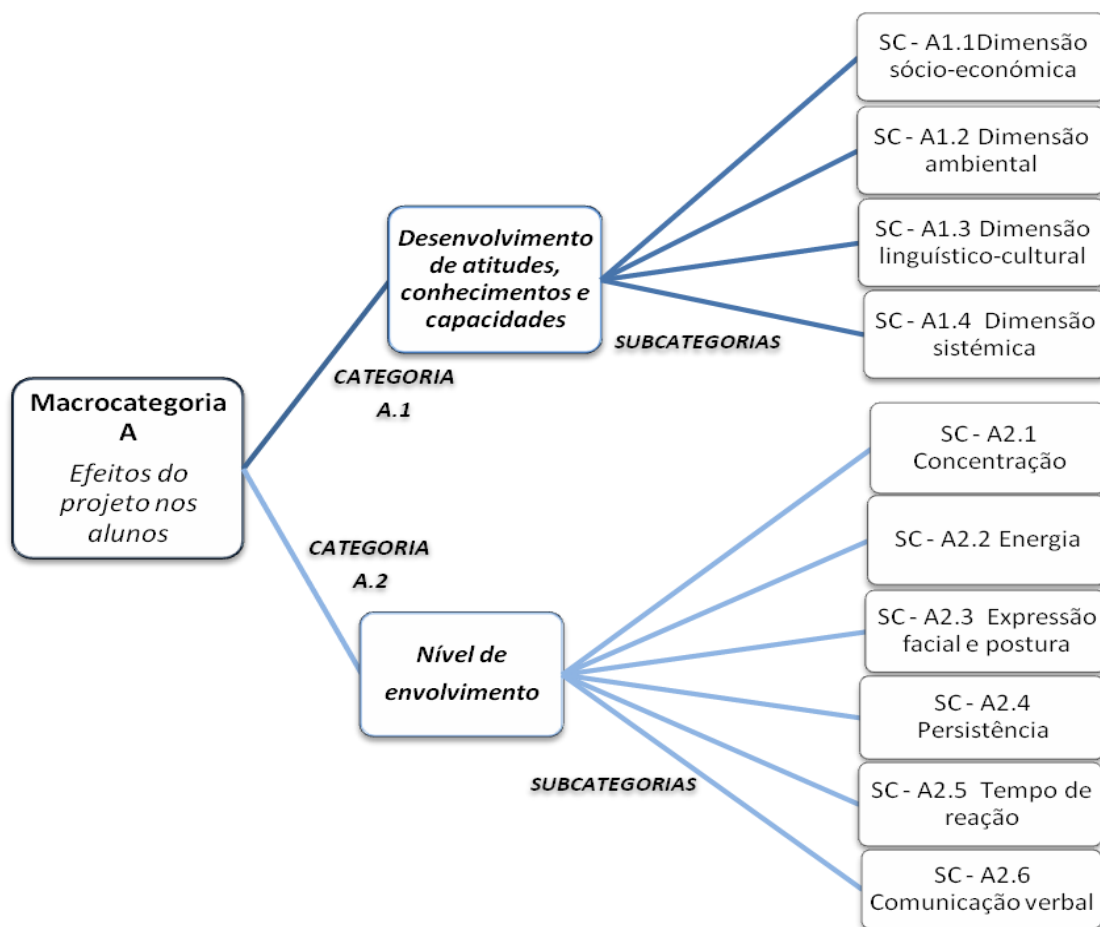 Macrocategoria
A
Efeitos do
projeto nos
alunos
CATEGORIA
A.1
Desenvolvimento
de atitudes,
conhecimentos e
capacidades
SUBCATEGORIAS
SC - A1.1Dimensão
sócio-económica
SC - A1.2 Dimensão
ambiental
SC - A1.3 Dimensão
linguístico-cultural
SC - A1.4 Dimensão
sistémica
CATEGORIA
A.2
Nível de
envolvimento
SUBCATEGORIAS
SC - A2.1
Concentração
SC - A2.2 Energia
SC - A2.3 Expressão
facial e postura
SC - A2.4
Persistência
SC - A2.5 Tempo de
reação
SC - A2.6
Comunicação verbal